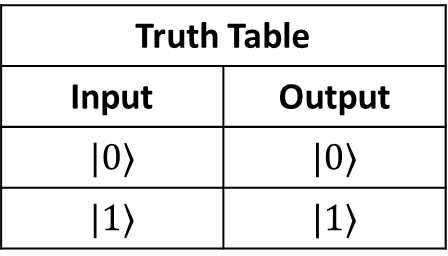 Truth Table
Input Output
|0⟩ |0⟩
|1⟩ |1⟩